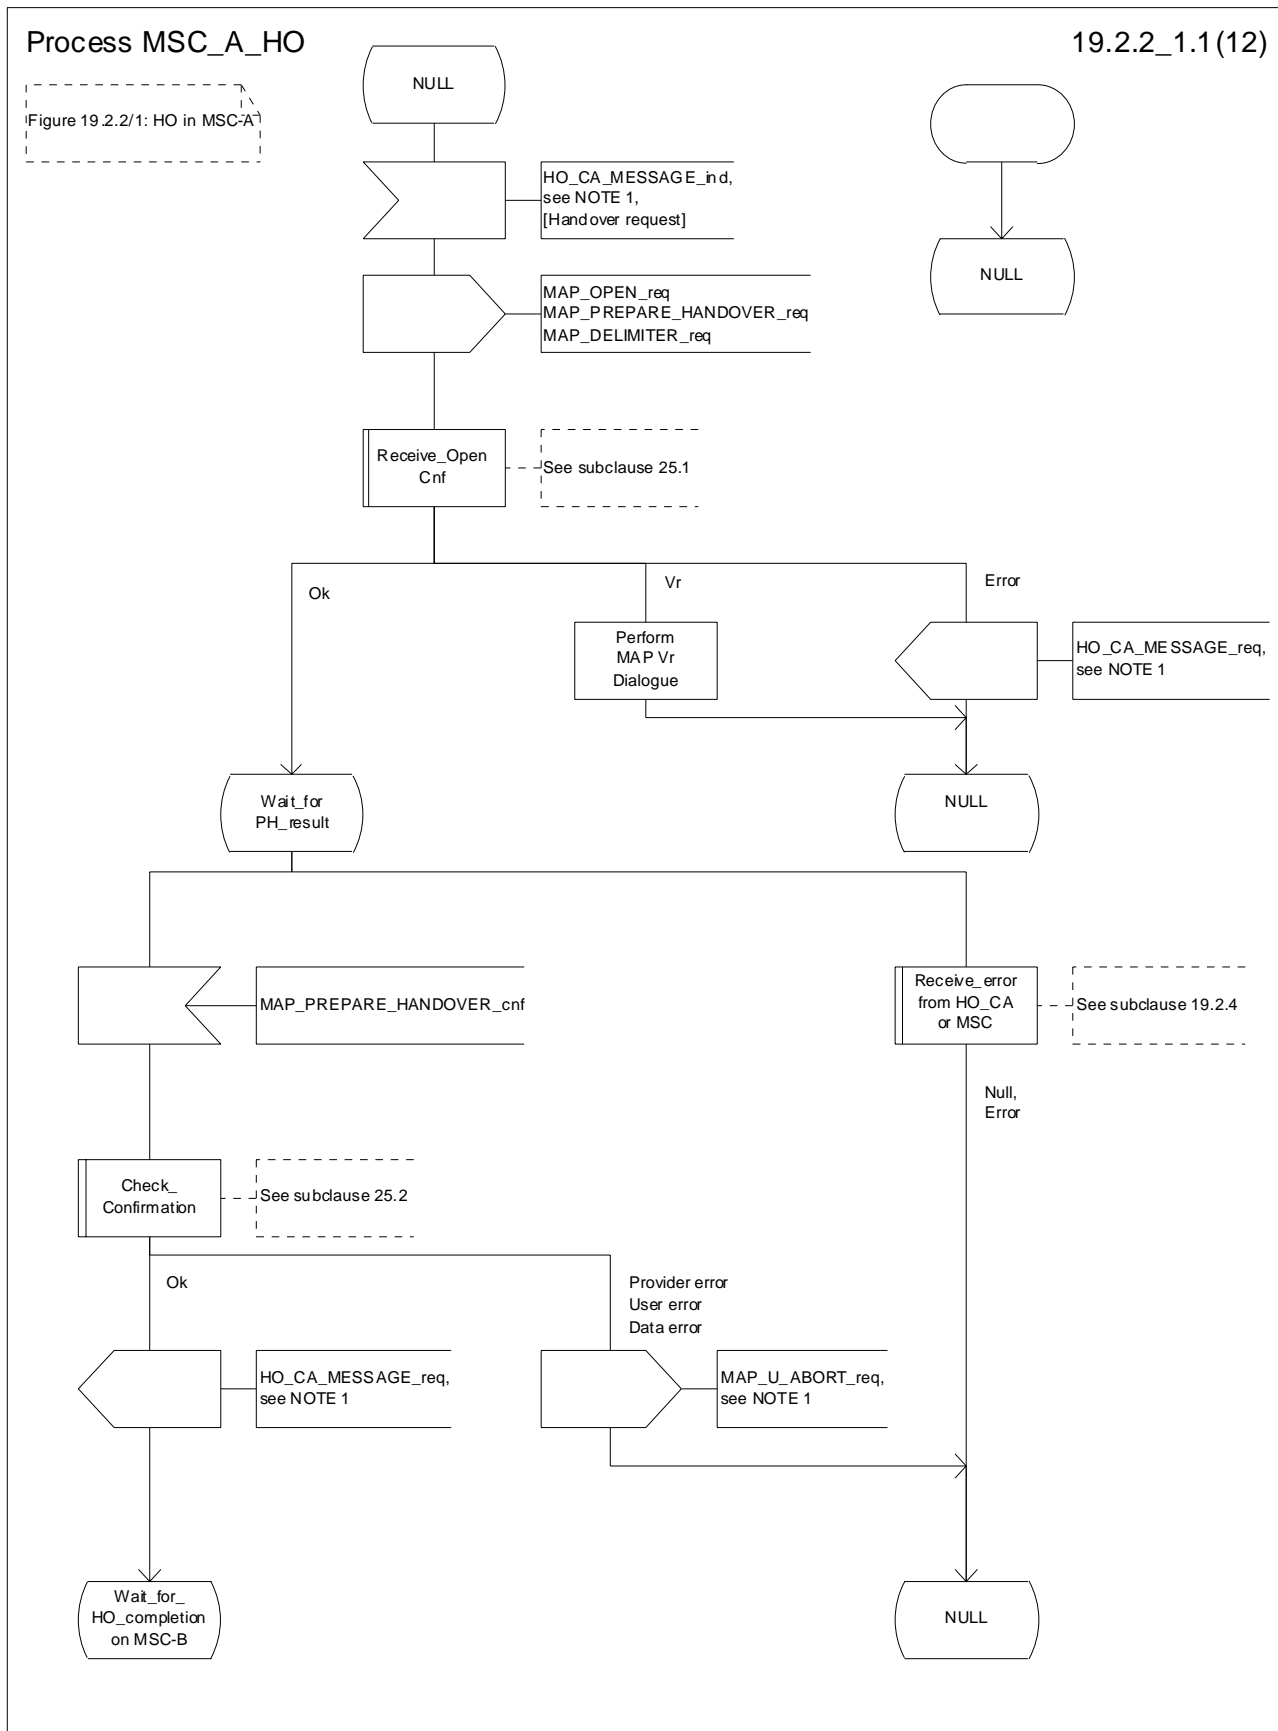 Process MSC_A_HO
19.2.2_1.1(12)
Figure 19.2.2/1: HO in MSC-A
NULL
HO_CA_MESSAGE_ind,
see NOTE 1,
[Handover request]
NULL
MAP_OPEN_req
MAP_PREPARE_HANDOVER_req
MAP_DELIMITER_req
Receive_Open
Cnf
See subclause 25.1
Ok
Vr
Error
Perform
MAP Vr
Dialogue
HO_CA_MESSAGE_req,
see NOTE 1
Wait_for
PH_result
NULL
MAP_PREPARE_HANDOVER_cnf
Receive_error
from HO_CA
or MSC
See subclause 19.2.4
Null,
Error
Check_
Confirmation
See subclause 25.2
Ok
Provider error
User error
Data error
HO_CA_MESSAGE_req,
see NOTE 1
MAP_U_ABORT_req,
see NOTE 1
Wait_for_
HO_completion
on MSC-B
NULL